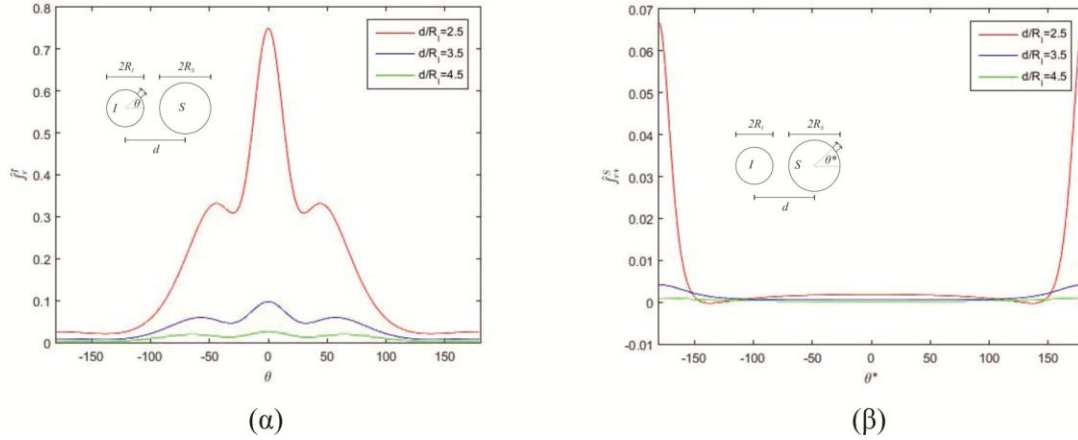 0.8
0.7
0.6
0.5
0.4
0.3
0.2
0.1
0
-150 -100 -50 0 50 100 150
θ
d/R_I=2.5
d/R_I=3.5
d/R_I=4.5
2R_I 2R_S
I θ S
d
(α)
0.07
0.06
0.05
0.04
0.03
0.02
0.01
0
-0.01
-150 -100 -50 0 50 100 150
θ*
d/R_I=2.5
d/R_I=3.5
d/R_I=4.5
2R_I 2R_S
I S θ*
d
(β)